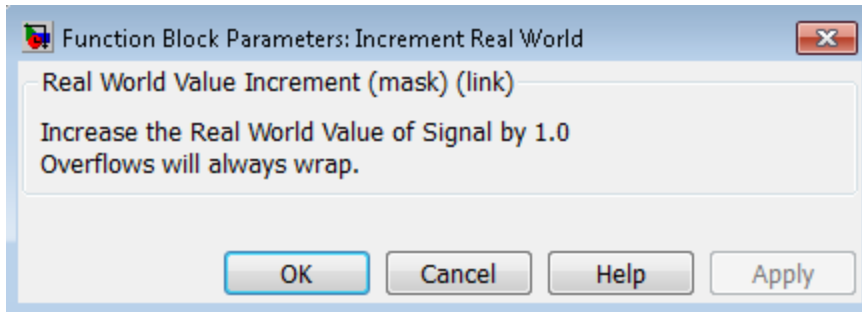 Function Block Parameters: Increment Real World
Real World Value Increment (mask) (link)
Increase the Real World Value of Signal by 1.0
Overflows will always wrap.
OK Cancel Help Apply